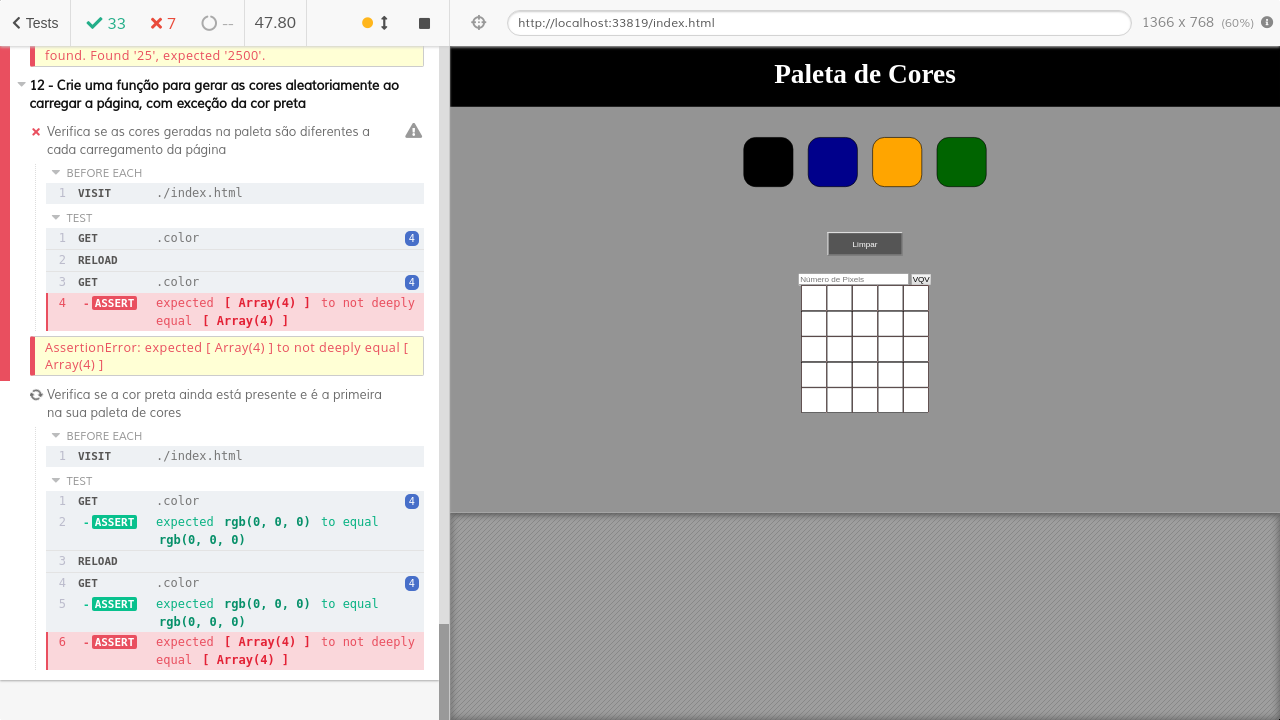 Tests
33
7
--
47.80
http://localhost:33819/index.html
1366 x 768 (60%)
found. Found '25', expected '2500'.
12 - Crie uma função para gerar as cores aleatoriamente ao
carregar a página, com exceção da cor preta
Verifica se as cores geradas na paleta são diferentes a
cada carregamento da página
BEFORE EACH
1 VISIT ./index.html
TEST
1 GET .color 4
2 RELOAD
3 GET .color 4
4 -ASSERT expected [ Array(4) ] to not deeply
equal [ Array(4) ]
AssertionError: expected [ Array(4) ] to not deeply equal [
Array(4) ]
Verifica se a cor preta ainda está presente e é a primeira
na sua paleta de cores
BEFORE EACH
1 VISIT ./index.html
TEST
1 GET .color 4
2 -ASSERT expected rgb(0, 0, 0) to equal
rgb(0, 0, 0)
3 RELOAD
4 GET .color 4
5 -ASSERT expected rgb(0, 0, 0) to equal
rgb(0, 0, 0)
6 -ASSERT expected [ Array(4) ] to not deeply
equal [ Array(4) ]
Paleta de Cores
Limpar
Número de Pixels VQV